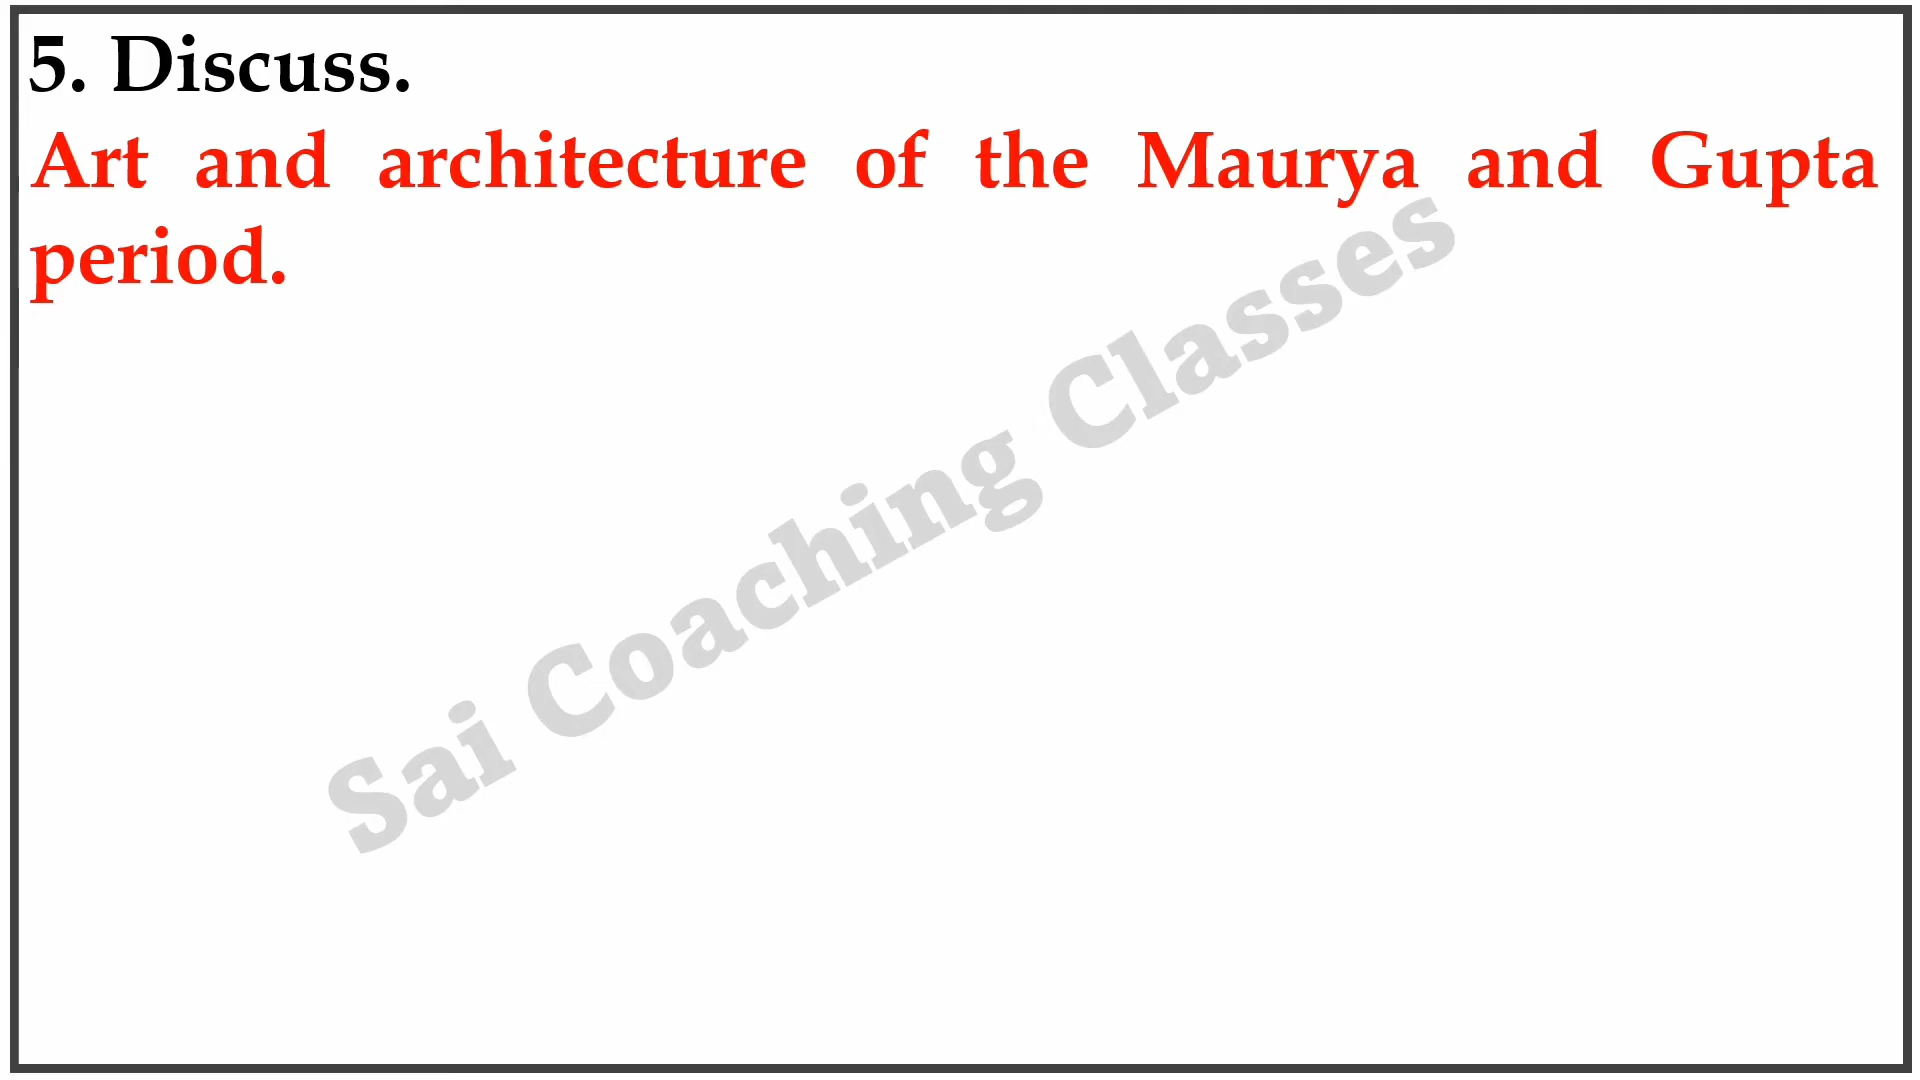 5. Discuss.
Art and architecture of the Maurya and Gupta
period.
Sai Coaching Classes